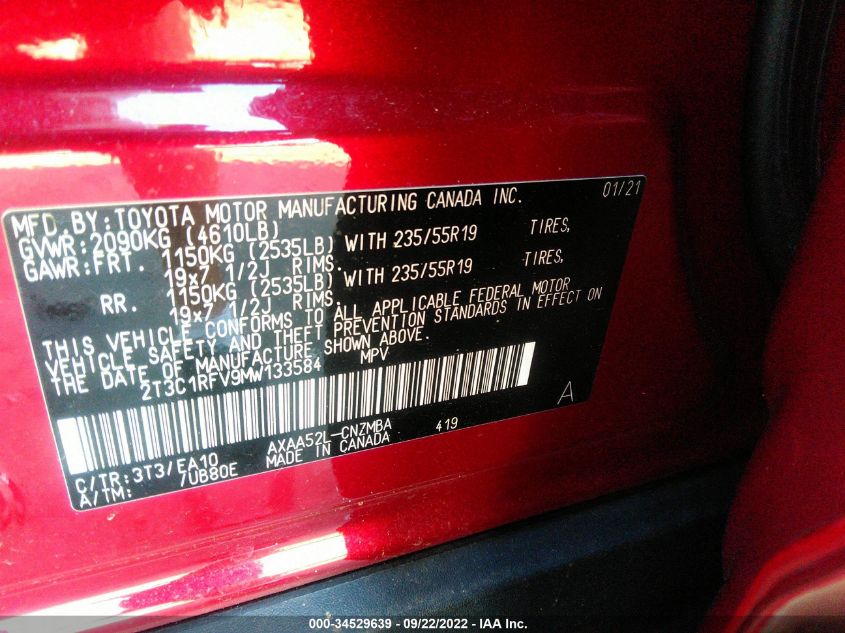 MFD. BY: TOYOTA MOTOR MANUFACTURING CANADA INC. 01/21
GVWR: 2090KG (4610LB)
GAWR: FRT. 1150KG (2535LB) WITH 235/55R19 TIRES,
19x7 1/2J RIMS.
RR. 1150KG (2535LB) WITH 235/55R19 TIRES,
19x7 1/2J RIMS.
THIS VEHICLE CONFORMS TO ALL APPLICABLE FEDERAL MOTOR
VEHICLE SAFETY AND THEFT PREVENTION STANDARDS IN EFFECT ON
THE DATE OF MANUFACTURE SHOWN ABOVE.
2T3C1RFV9MW133584 MPV
A
C/TR: 3T3/EA10 AXAA52L-CNZMBA 419
A/TM: /UB80E MADE IN CANADA
000-34529639 - 09/22/2022 - IAA Inc.